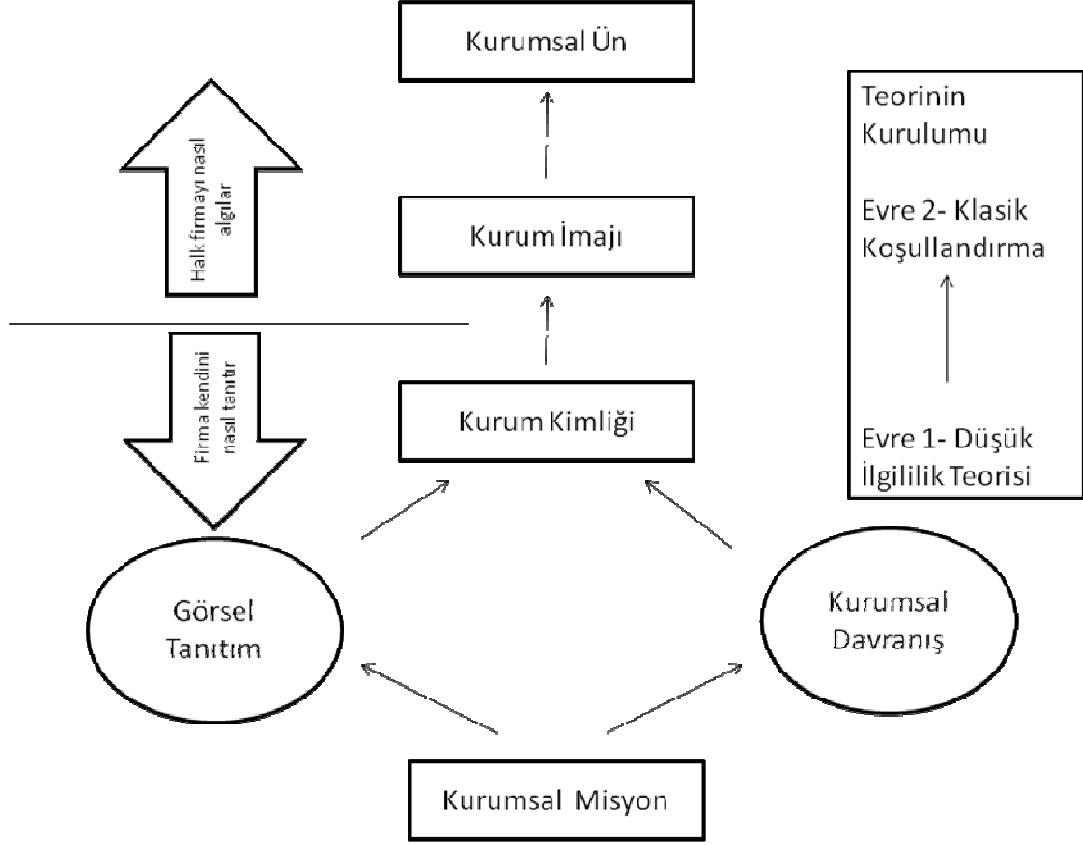 Kurumsal Ün
Teorinin
Kurulumu
Halk firmayı nasıl
algılar
Kurum İmajı
Evre 2- Klasik
Koşullandırma
Firma kendini
nasıl tanıtır
Kurum Kimliği
Evre 1- Düşük
İlgililik Teorisi
Görsel
Tanıtım
Kurumsal
Davranış
Kurumsal Misyon